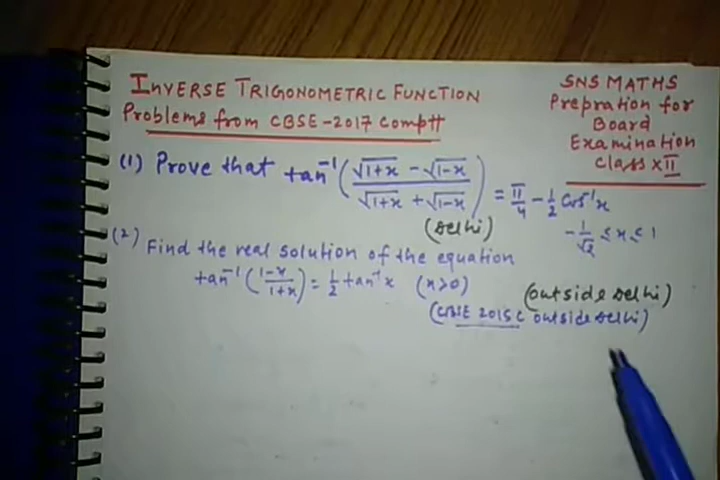 INVERSE TRIGONOMETRIC FUNCTION
Problems from CBSE-2017 Comptt
SNS MATHS
Prepration for
Board
Examination
Class XII
(1) Prove that tan⁻¹((√(1+x) − √(1−x))/(√(1+x) + √(1−x))) = π/4 − 1/2 Cos⁻¹x
(Delhi)
−1/√2 ≤ x ≤ 1
(2) Find the real solution of the equation
tan⁻¹((1−x)/(1+x)) = 1/2 tan⁻¹x (x>0)
(outside Delhi)
(CBSE 2015C outside Delhi)